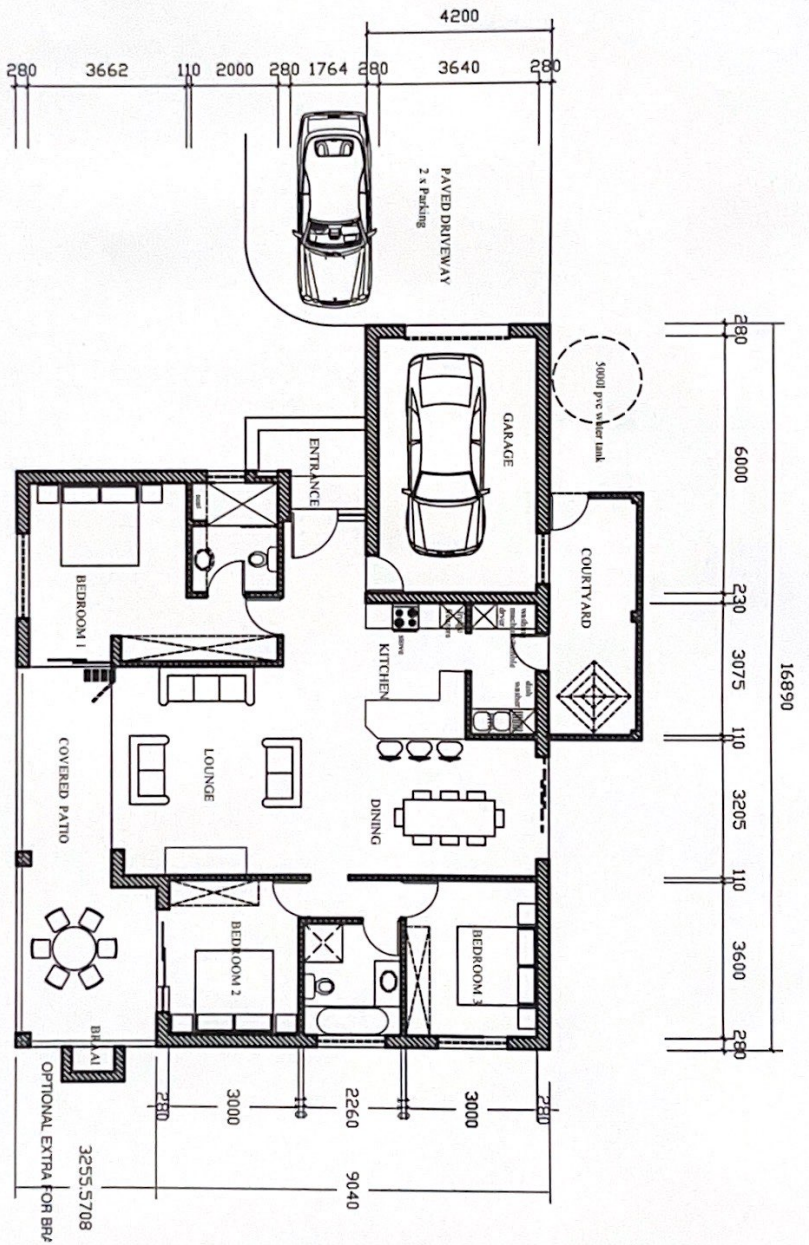 4200
280 3662 110 2000 280 1764 280 3640 280
PAVED DRIVEWAY
2 x Parking
5000l pvc water tank
GARAGE
ENTRANCE
COURTYARD
BEDROOM 1
KITCHEN
stove
dish
washer
LOUNGE
DINING
COVERED PATIO
BEDROOM 2
BEDROOM 3
BRAAI
OPTIONAL EXTRA FOR BRA
280
6000
230
3075
110
3205
110
3600
280
16890
280 3000 110 2260 110 3000 280
3255.5708 9040